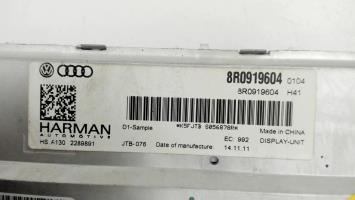 8R0919604 0104
8R0919604 H41
HARMAN
AUTOMOTIVE
D1-Sample
Made in CHINA
HS.A130 2289891 JTB-076 EC: 992 DISPLAY-UNIT
Date of manufacture: 14.11.11